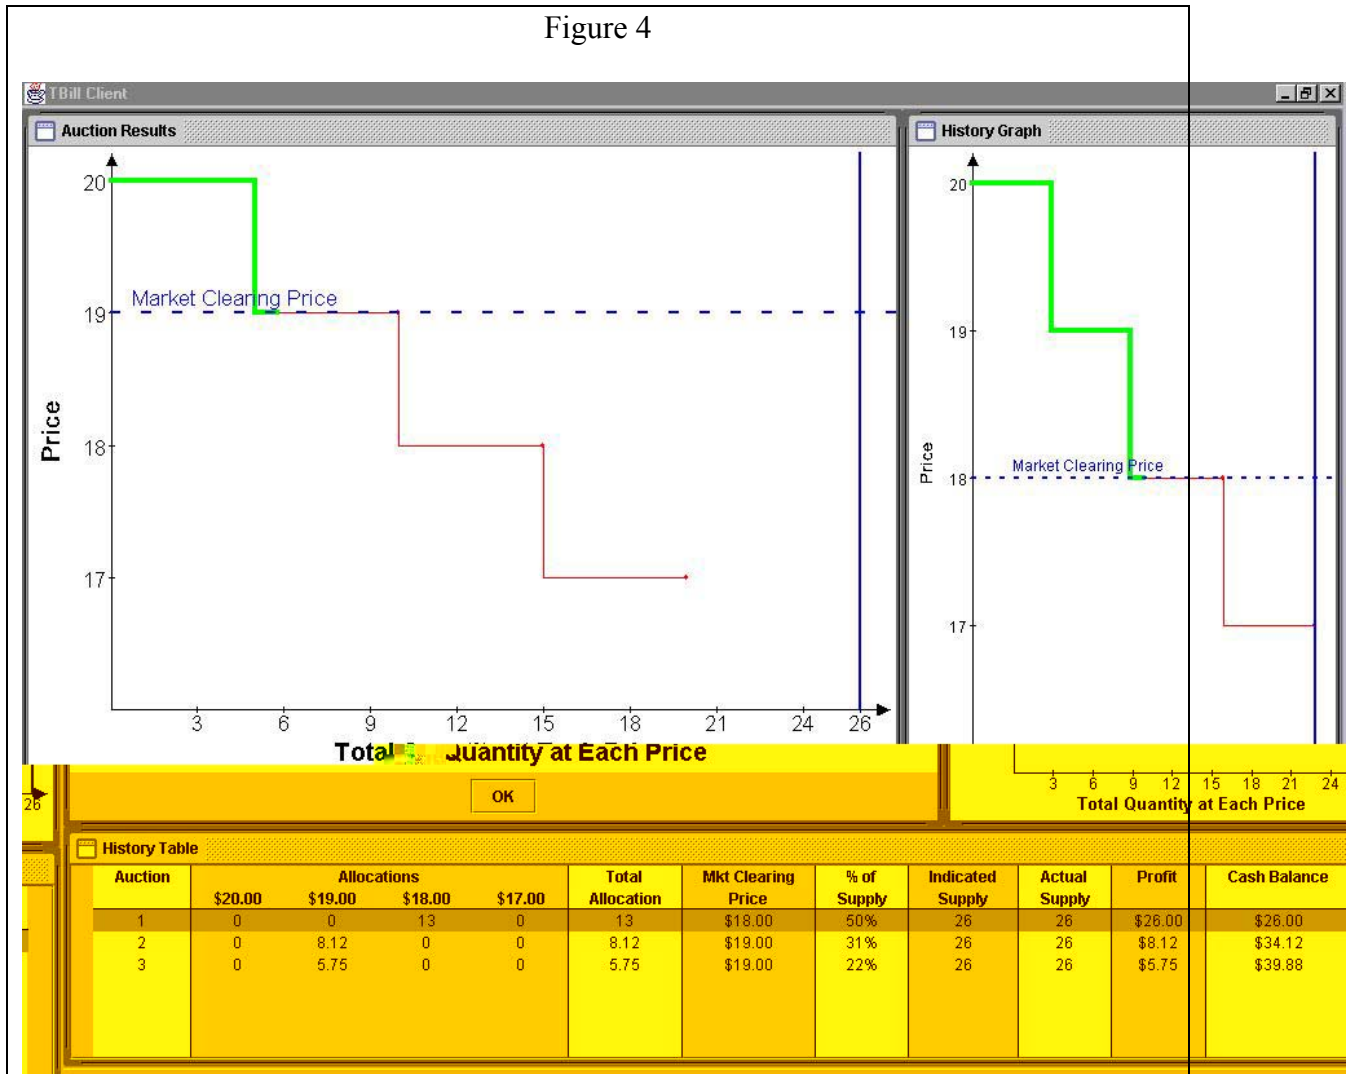 Figure 4
TBill Client
Auction Results
History Graph
20
19
18
17
Market Clearing Price
Price
3 6 9 12 15 18 21 24 26
Total Quantity at Each Price
20
19
18
17
Market Clearing Price
Price
3 6 9 12 15 18 21 24
Total Quantity at Each Price
26
OK
History Table
Auction Allocations Total Mkt Clearing % of Indicated Actual Profit Cash Balance
$20.00 $19.00 $18.00 $17.00 Allocation Price Supply Supply Supply
1 0 0 13 0 13 $18.00 50% 26 26 $26.00 $26.00
2 0 8.12 0 0 8.12 $19.00 31% 26 26 $8.12 $34.12
3 0 5.75 0 0 5.75 $19.00 22% 26 26 $5.75 $39.88